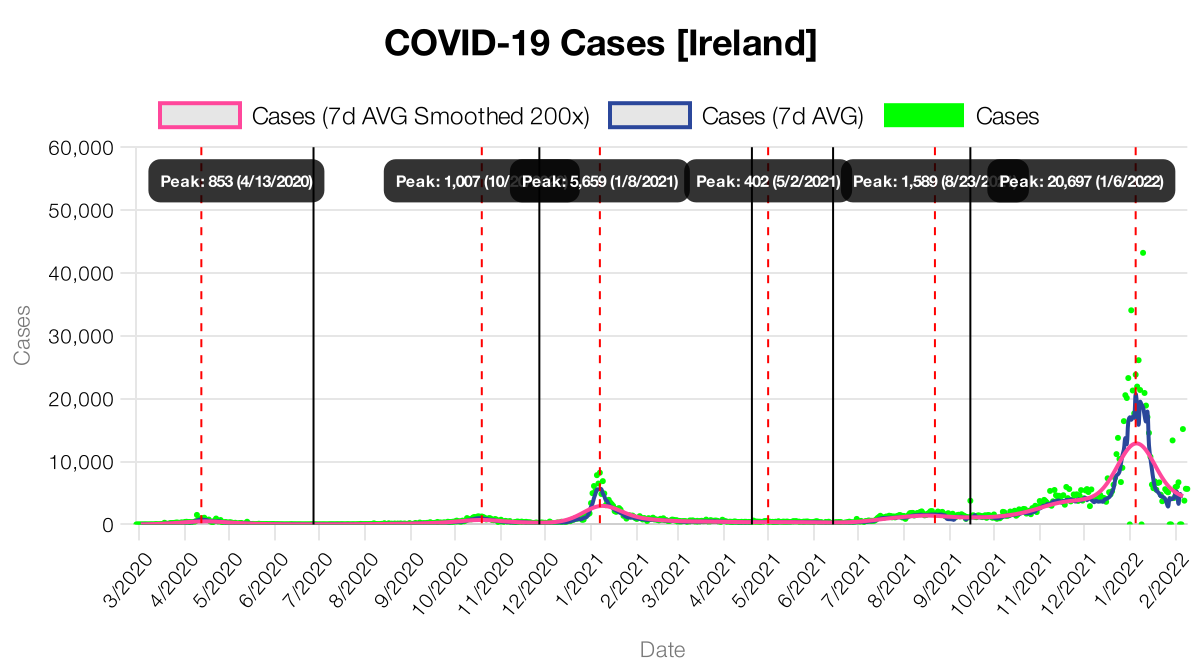 COVID-19 Cases [Ireland]
Cases (7d AVG Smoothed 200x)
Cases (7d AVG)
Cases
60,000
50,000
40,000
30,000
20,000
10,000
0
Cases
Peak: 853 (4/13/2020)
Peak: 1,007 (10/
Peak: 5,659 (1/8/2021)
Peak: 402 (5/2/2021)
Peak: 1,589 (8/23/20
Peak: 20,697 (1/6/2022)
3/2020
4/2020
5/2020
6/2020
7/2020
8/2020
9/2020
10/2020
11/2020
12/2020
1/2021
2/2021
3/2021
4/2021
5/2021
6/2021
7/2021
8/2021
9/2021
10/2021
11/2021
12/2021
1/2022
2/2022
Date